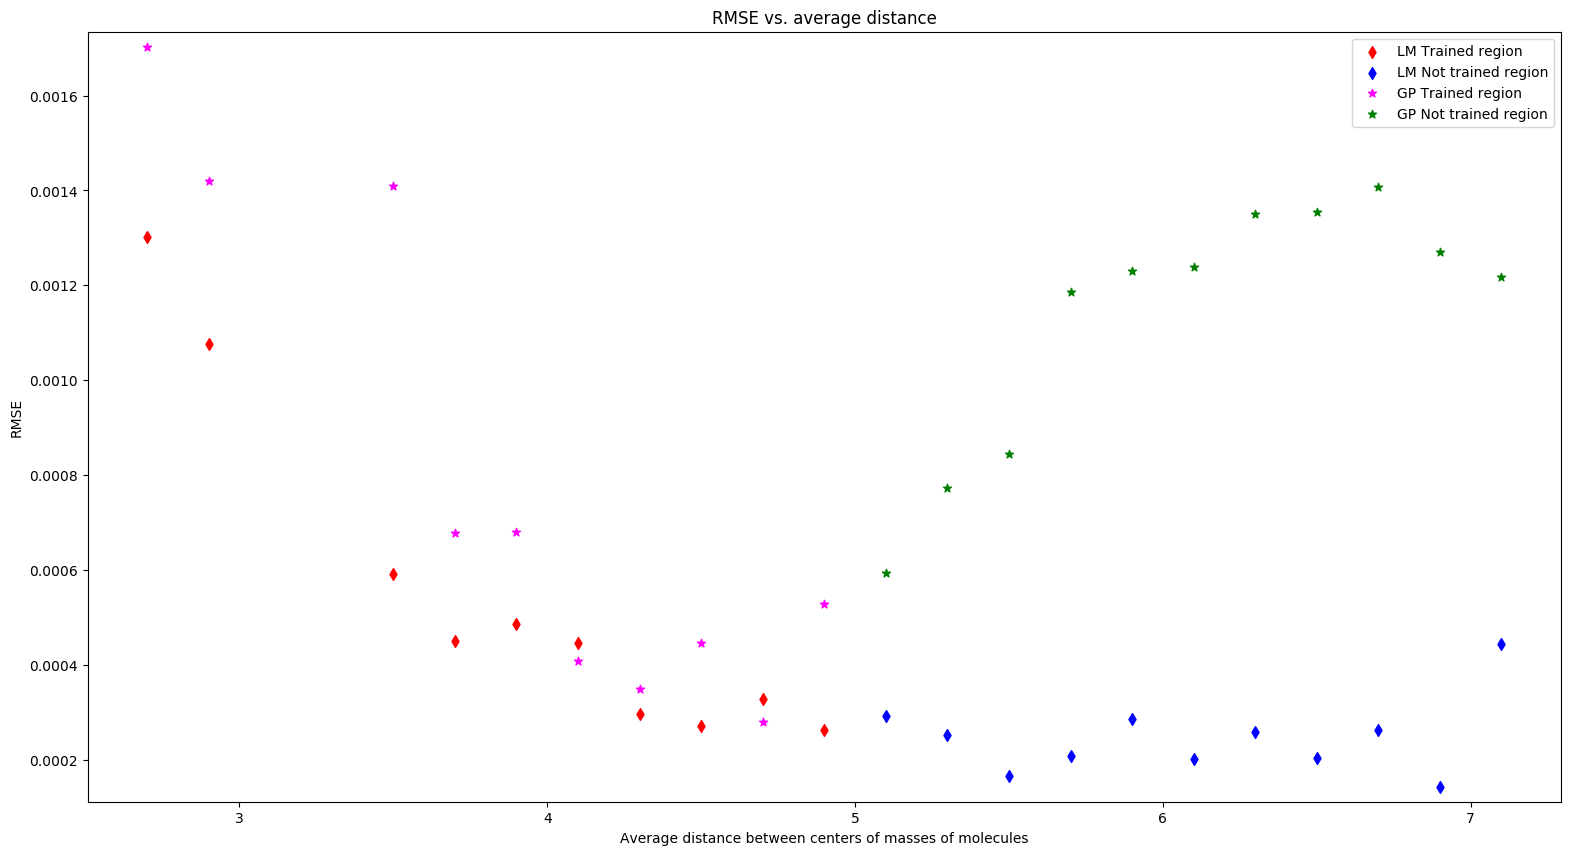 RMSE vs. average distance
LM Trained region
LM Not trained region
GP Trained region
GP Not trained region
RMSE
0.0016
0.0014
0.0012
0.0010
0.0008
0.0006
0.0004
0.0002
3 4 5 6 7
Average distance between centers of masses of molecules